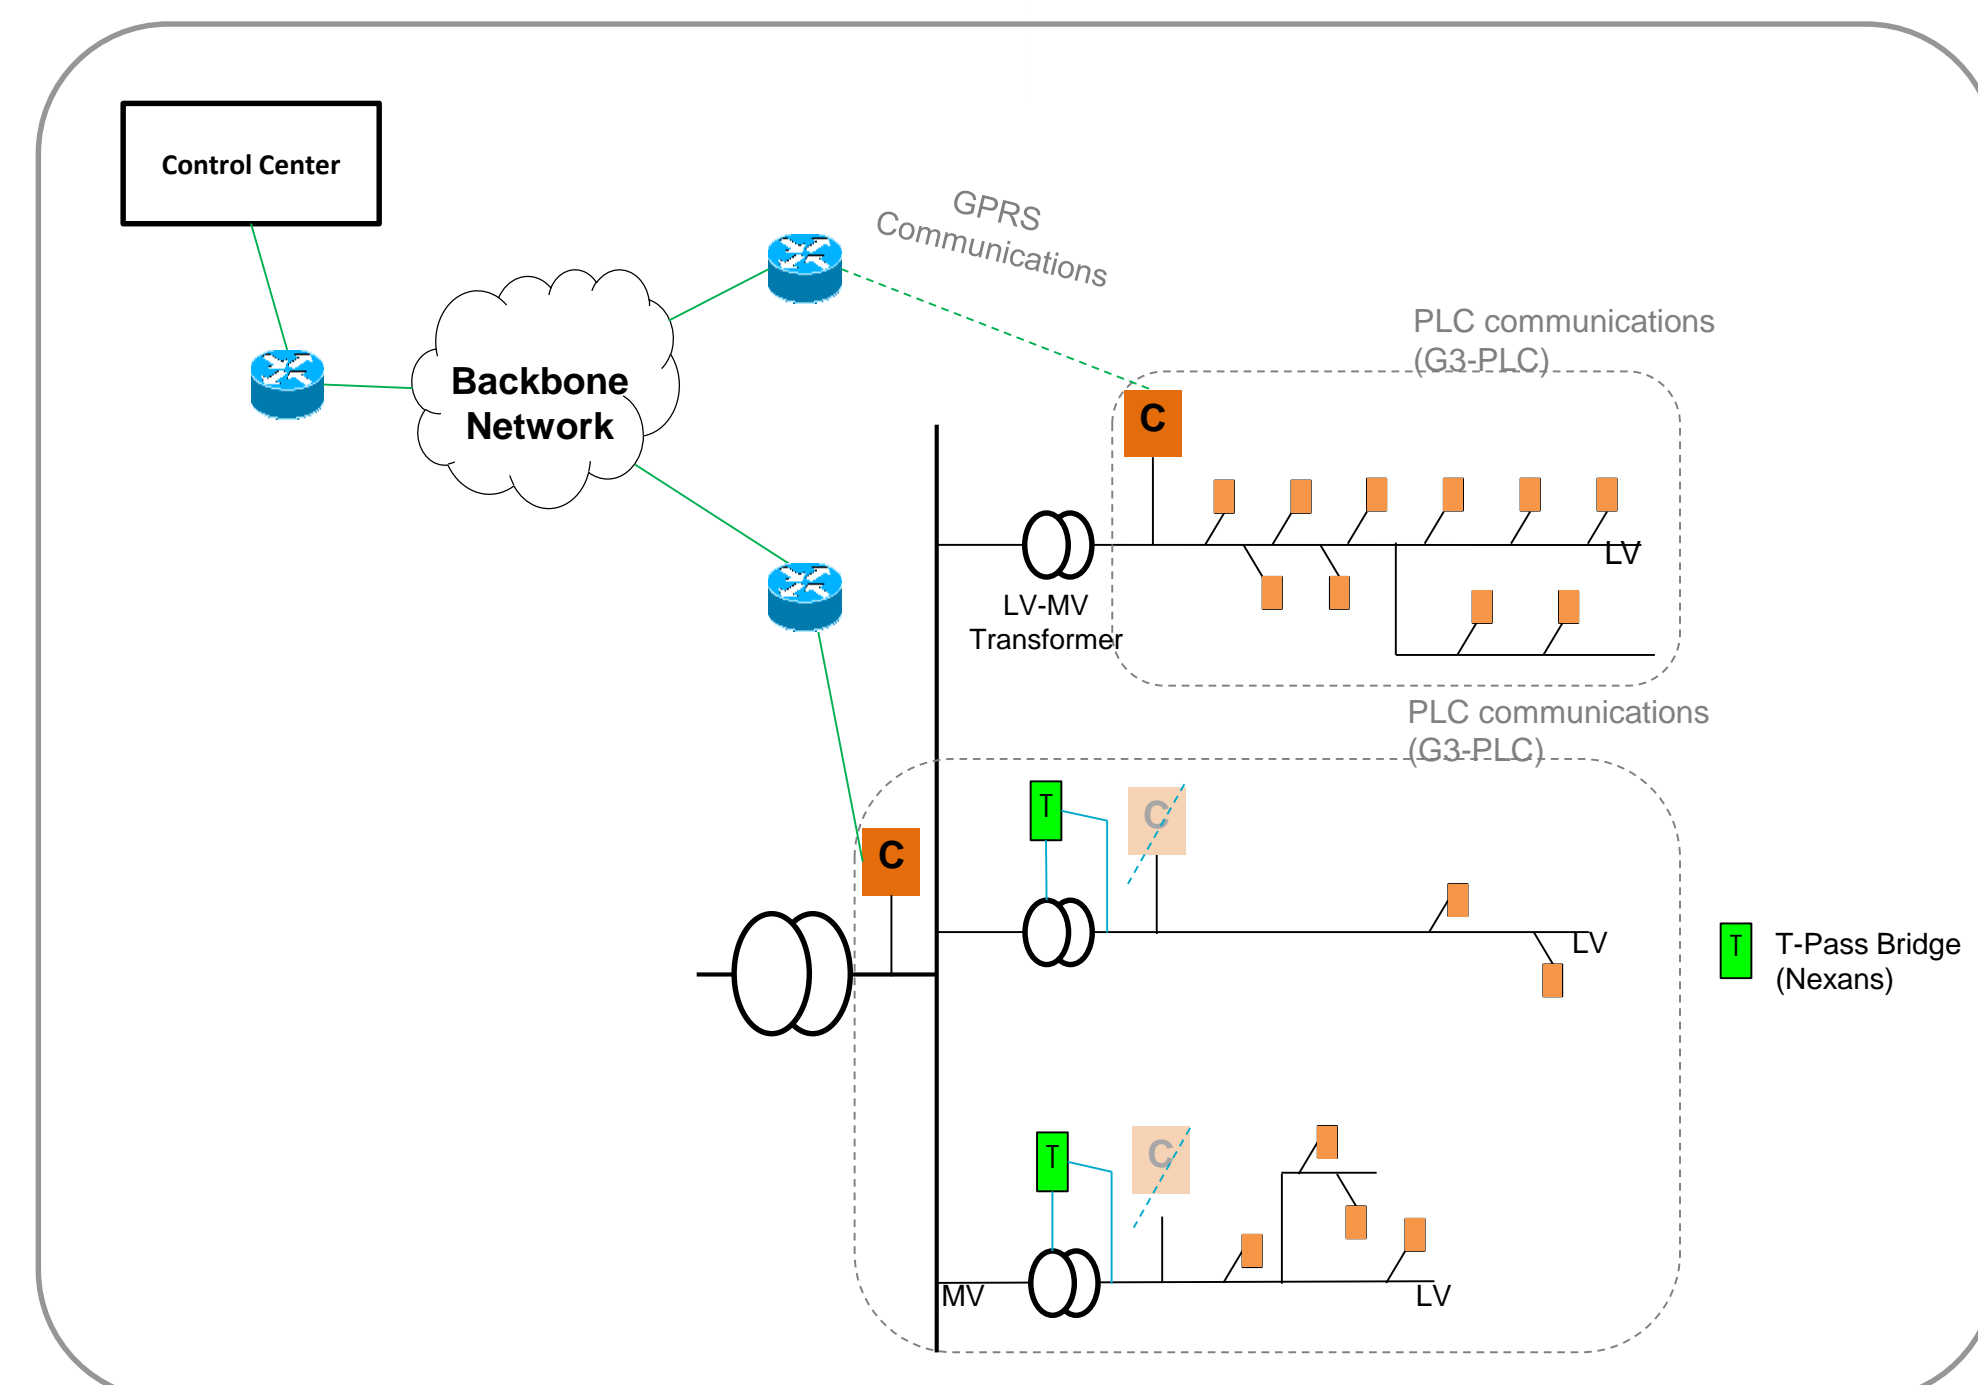 Control Center
GPRS
Communications
PLC communications
(G3-PLC)
Backbone
Network
C
LV
LV-MV
Transformer
PLC communications
(G3-PLC)
T
C
C
LV
T
T-Pass Bridge
(Nexans)
T
C
MV
LV